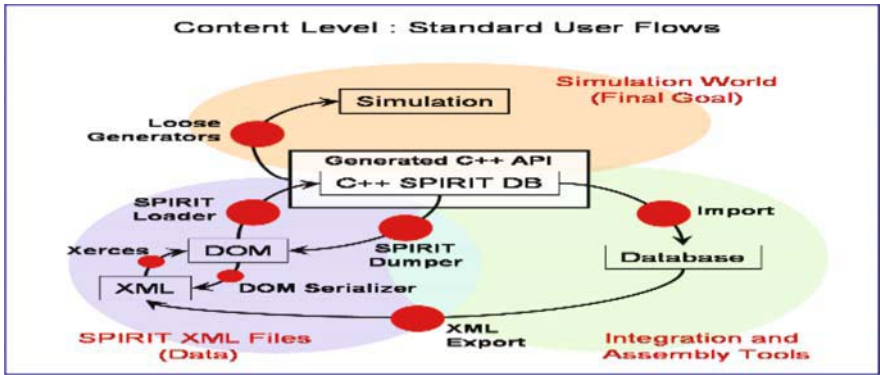 Content Level : Standard User Flows
Simulation World
(Final Goal)
Simulation
Loose
Generators
Generated C++ API
C++ SPIRIT DB
SPIRIT
Loader
Import
Xerces
DOM
SPIRIT
Dumper
Database
XML
DOM Serializer
SPIRIT XML Files
(Data)
XML
Export
Integration and
Assembly Tools